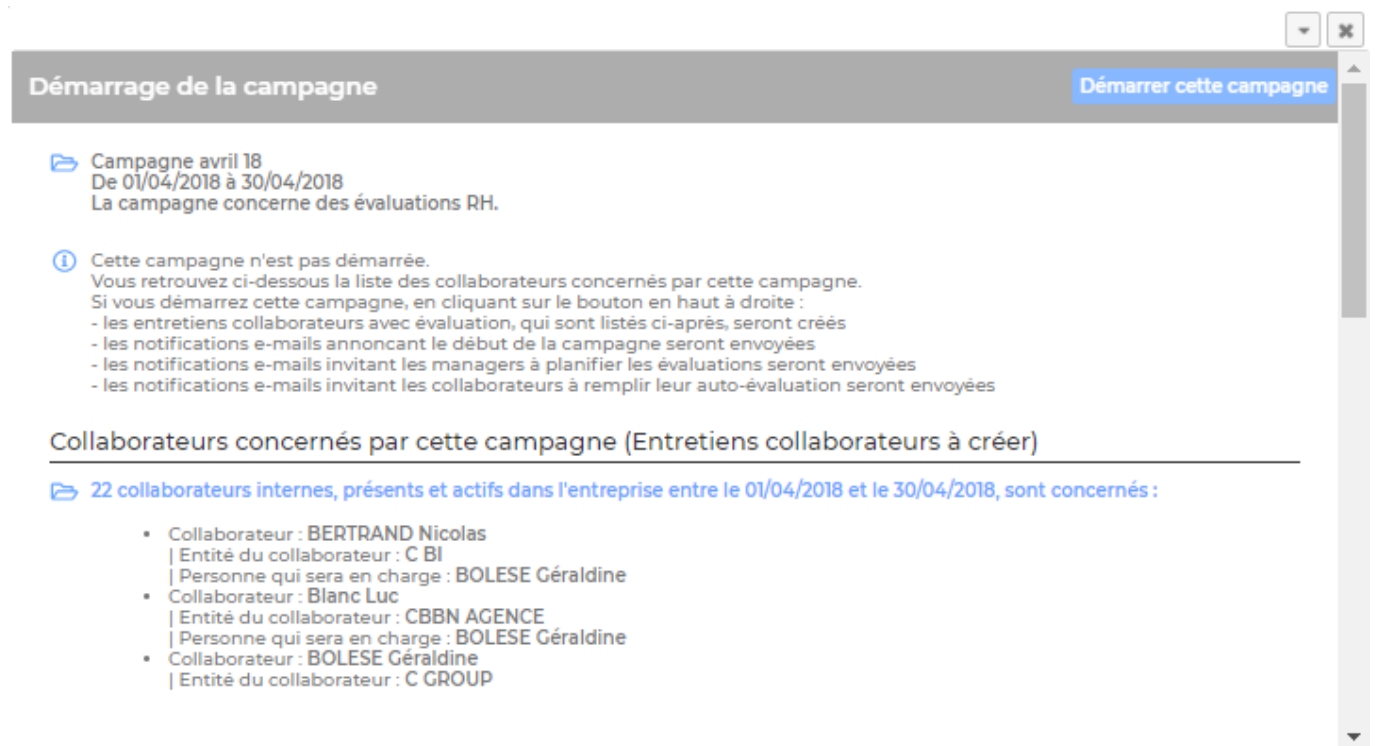 Démarrage de la campagne
Démarrer cette campagne
Campagne avril 18
De 01/04/2018 à 30/04/2018
La campagne concerne des évaluations RH.
Cette campagne n'est pas démarrée.
Vous retrouvez ci-dessous la liste des collaborateurs concernés par cette campagne.
Si vous démarrez cette campagne, en cliquant sur le bouton en haut à droite :
- les entretiens collaborateurs avec évaluation, qui sont listés ci-après, seront créés
- les notifications e-mails annoncant le début de la campagne seront envoyées
- les notifications e-mails invitant les managers à planifier les évaluations seront envoyées
- les notifications e-mails invitant les collaborateurs à remplir leur auto-évaluation seront envoyées
Collaborateurs concernés par cette campagne (Entretiens collaborateurs à créer)
22 collaborateurs internes, présents et actifs dans l'entreprise entre le 01/04/2018 et le 30/04/2018, sont concernés :
• Collaborateur : BERTRAND Nicolas
| Entité du collaborateur : C BI
| Personne qui sera en charge : BOLESE Géraldine
• Collaborateur : Blanc Luc
| Entité du collaborateur : CBBN AGENCE
| Personne qui sera en charge : BOLESE Géraldine
• Collaborateur : BOLESE Géraldine
| Entité du collaborateur : C GROUP